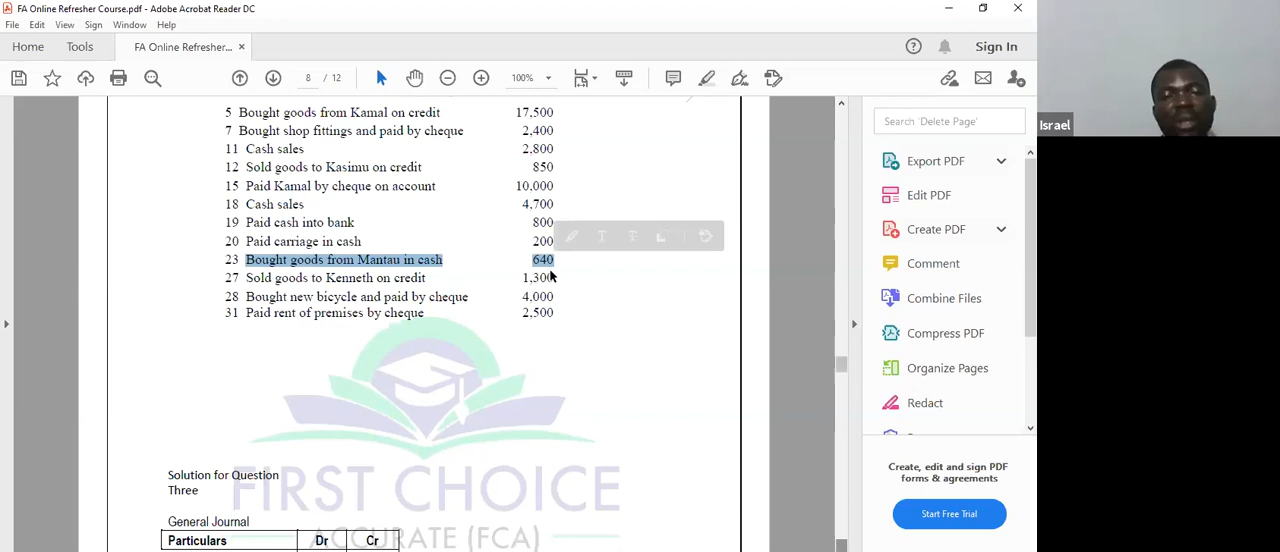 FA Online Refresher Course.pdf - Adobe Acrobat Reader DC
File Edit View Sign Window Help
Home Tools FA Online Refresher... Sign In
8 / 12 100%
5 Bought goods from Kamal on credit 17,500
7 Bought shop fittings and paid by cheque 2,400
11 Cash sales 2,800
12 Sold goods to Kasimu on credit 850
15 Paid Kamal by cheque on account 10,000
18 Cash sales 4,700
19 Paid cash into bank 800
20 Paid carriage in cash 200
23 Bought goods from Mantau in cash 640
27 Sold goods to Kenneth on credit 1,300
28 Bought new bicycle and paid by cheque 4,000
31 Paid rent of premises by cheque 2,500
Solution for Question
Three
FIRST CHOICE
ACCURATE (FCA)
General Journal
Particulars Dr Cr
Search 'Delete Page'
Export PDF
Edit PDF
Create PDF
Comment
Combine Files
Compress PDF
Organize Pages
Redact
Create, edit and sign PDF
forms & agreements
Start Free Trial
Israel